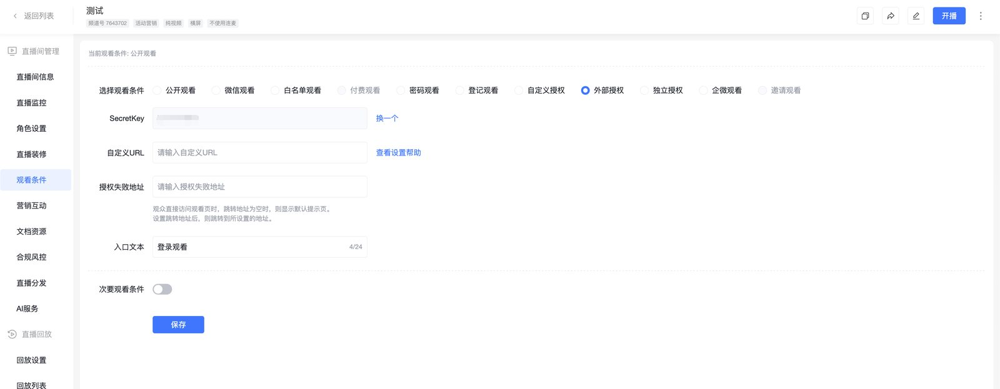 返回列表
测试
频道号 7643702 活动营销 纯视频 横屏 不使用连麦
开播
直播间管理
直播间信息
直播监控
角色设置
直播装修
观看条件
营销互动
文档资源
合规风控
直播分发
AI服务
直播回放
回放设置
回放列表
当前观看条件: 公开观看
选择观看条件 公开观看 微信观看 白名单观看 付费观看 密码观看 登记观看 自定义授权 外部授权 独立授权 企微观看 邀请观看
SecretKey 换一个
自定义URL 请输入自定义URL 查看设置帮助
授权失败地址 请输入授权失败地址
观众直接访问观看页时，跳转地址为空时，则显示默认提示页。
设置跳转地址后，则跳转到所设置的地址。
入口文本 登录观看 4/24
次要观看条件
保存